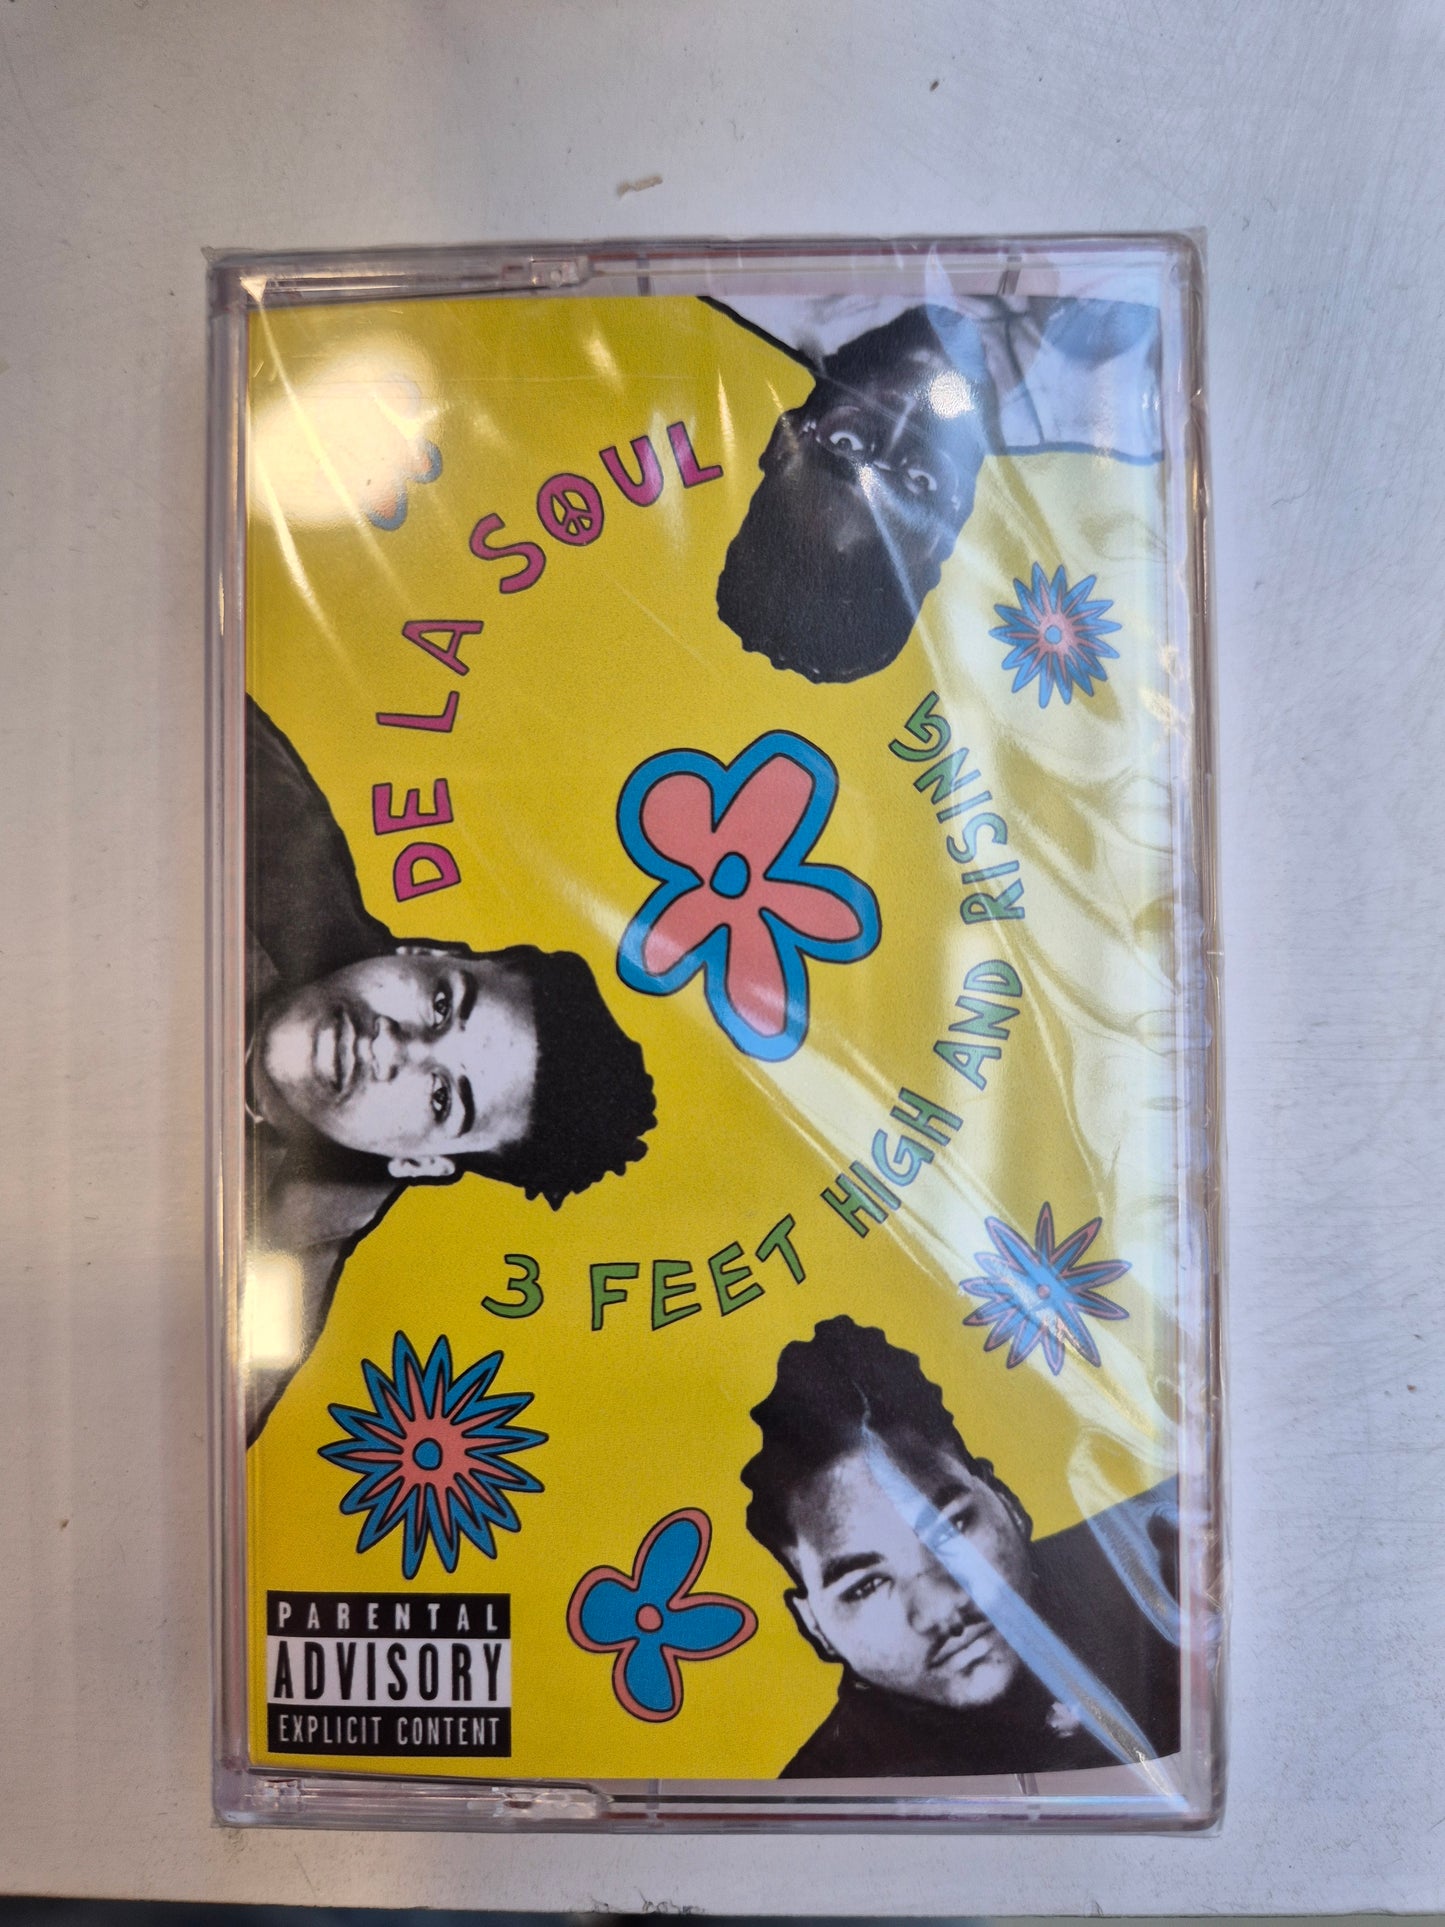 DE LA SOUL
3 FEET HIGH AND RISING
PARENTAL
ADVISORY
EXPLICIT CONTENT